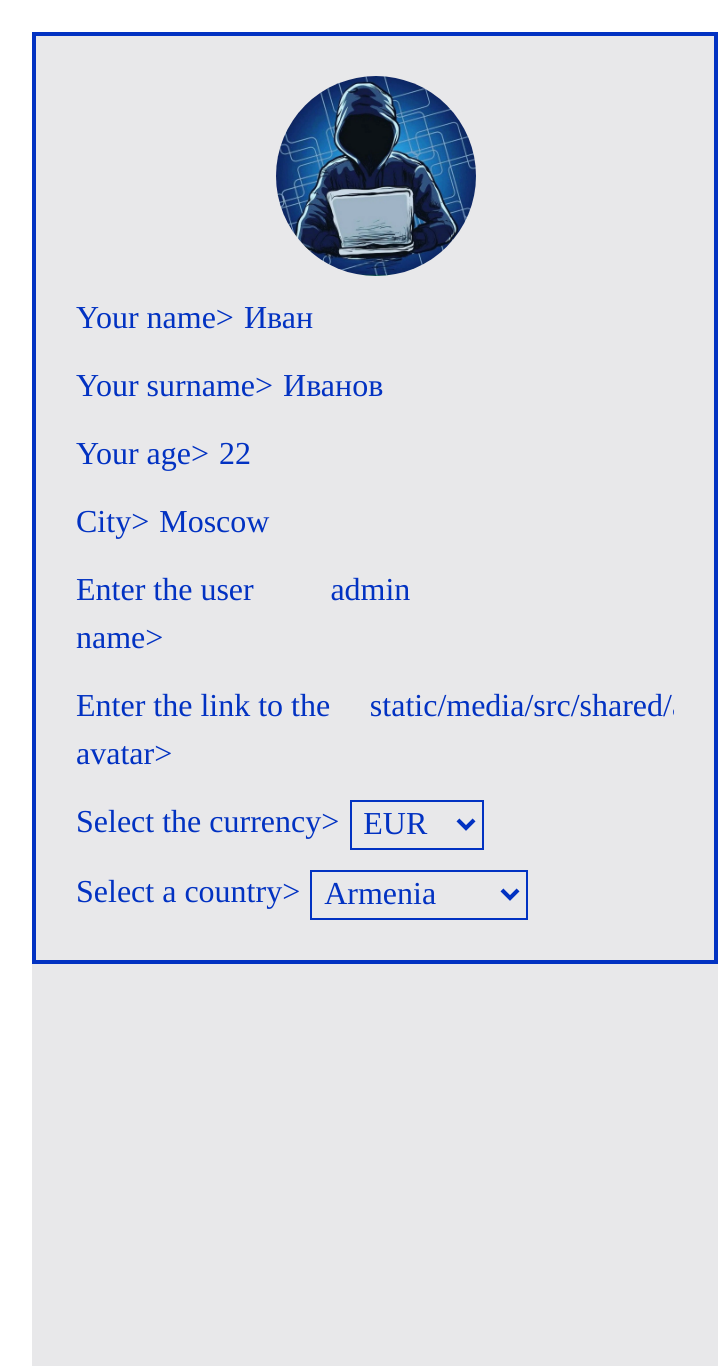 Your name> Иван
Your surname> Иванов
Your age> 22
City> Moscow
Enter the user admin
name>
Enter the link to the static/media/src/shared/
avatar>
Select the currency> EUR
Select a country> Armenia